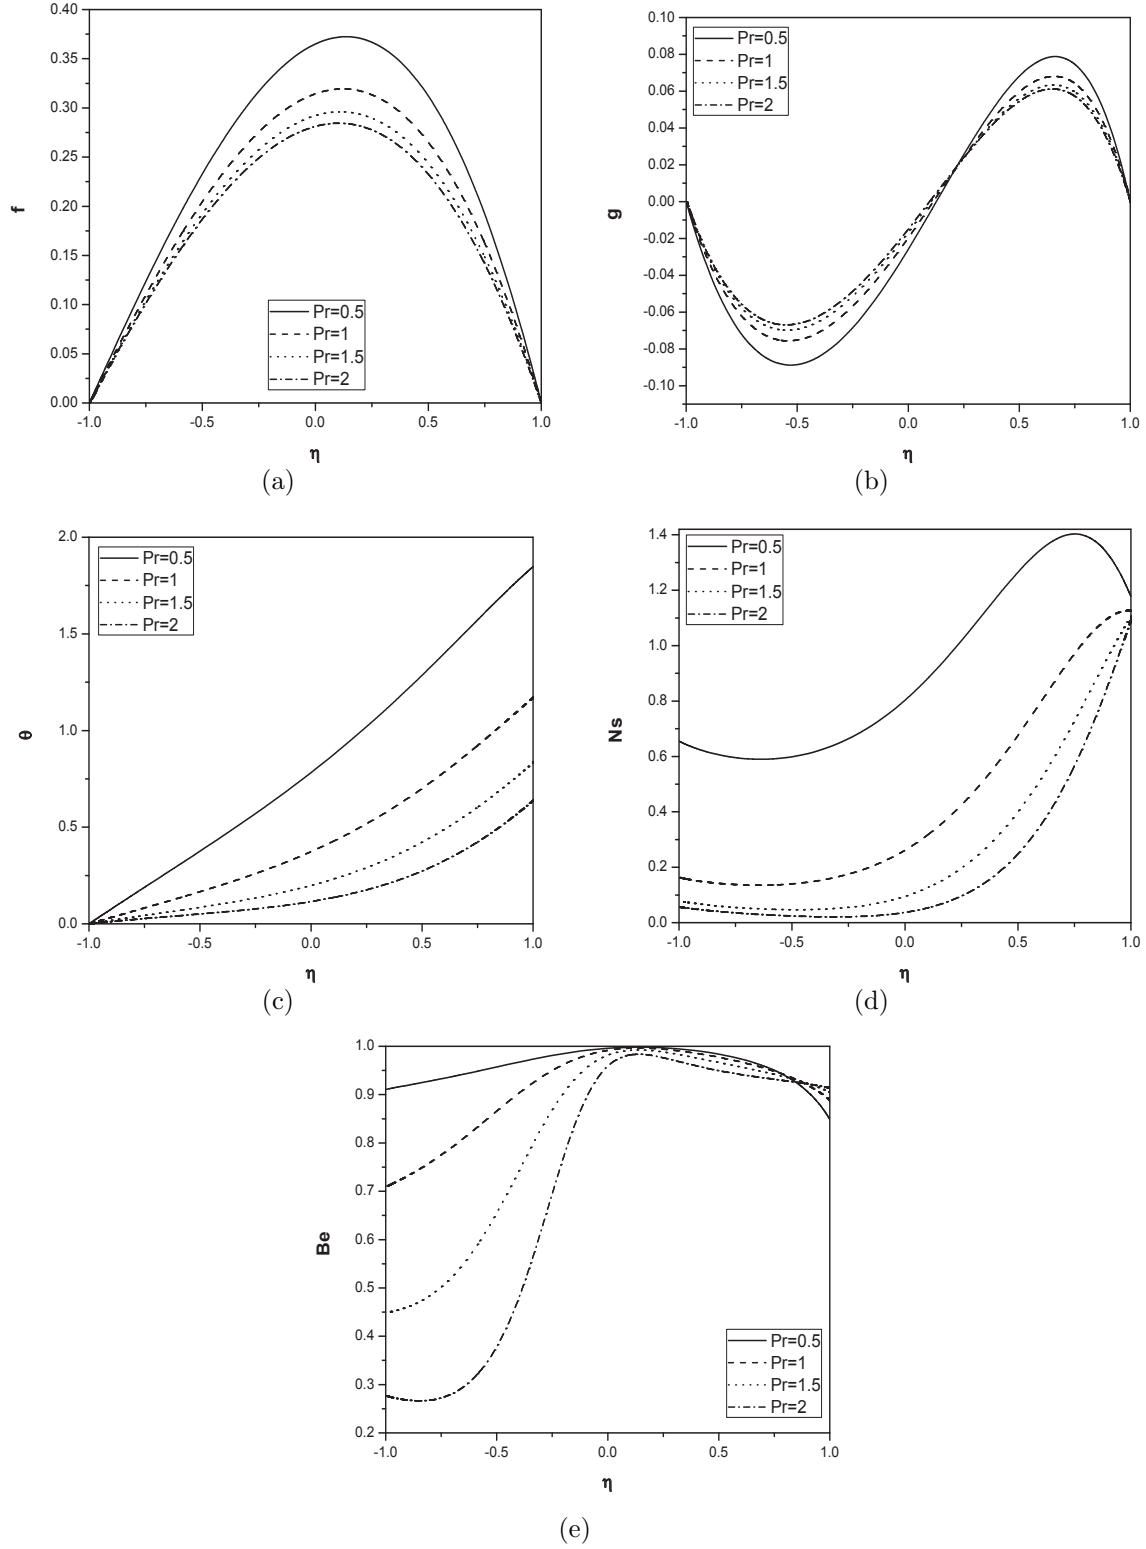 0.40
0.35
0.30
0.25
0.20
0.15
0.10
0.05
0.00
f
-1.0 -0.5 0.0 0.5 1.0
η
Pr=0.5
Pr=1
Pr=1.5
Pr=2
(a)
0.10
0.08
0.06
0.04
0.02
0.00
-0.02
-0.04
-0.06
-0.08
-0.10
g
-1.0 -0.5 0.0 0.5 1.0
η
Pr=0.5
Pr=1
Pr=1.5
Pr=2
(b)
2.0
1.5
1.0
0.5
0.0
θ
-1.0 -0.5 0.0 0.5 1.0
η
Pr=0.5
Pr=1
Pr=1.5
Pr=2
(c)
1.4
1.2
1.0
0.8
0.6
0.4
0.2
0.0
Ns
-1.0 -0.5 0.0 0.5 1.0
η
Pr=0.5
Pr=1
Pr=1.5
Pr=2
(d)
1.0
0.9
0.8
0.7
0.6
0.5
0.4
0.3
0.2
Be
-1.0 -0.5 0.0 0.5 1.0
η
Pr=0.5
Pr=1
Pr=1.5
Pr=2
(e)